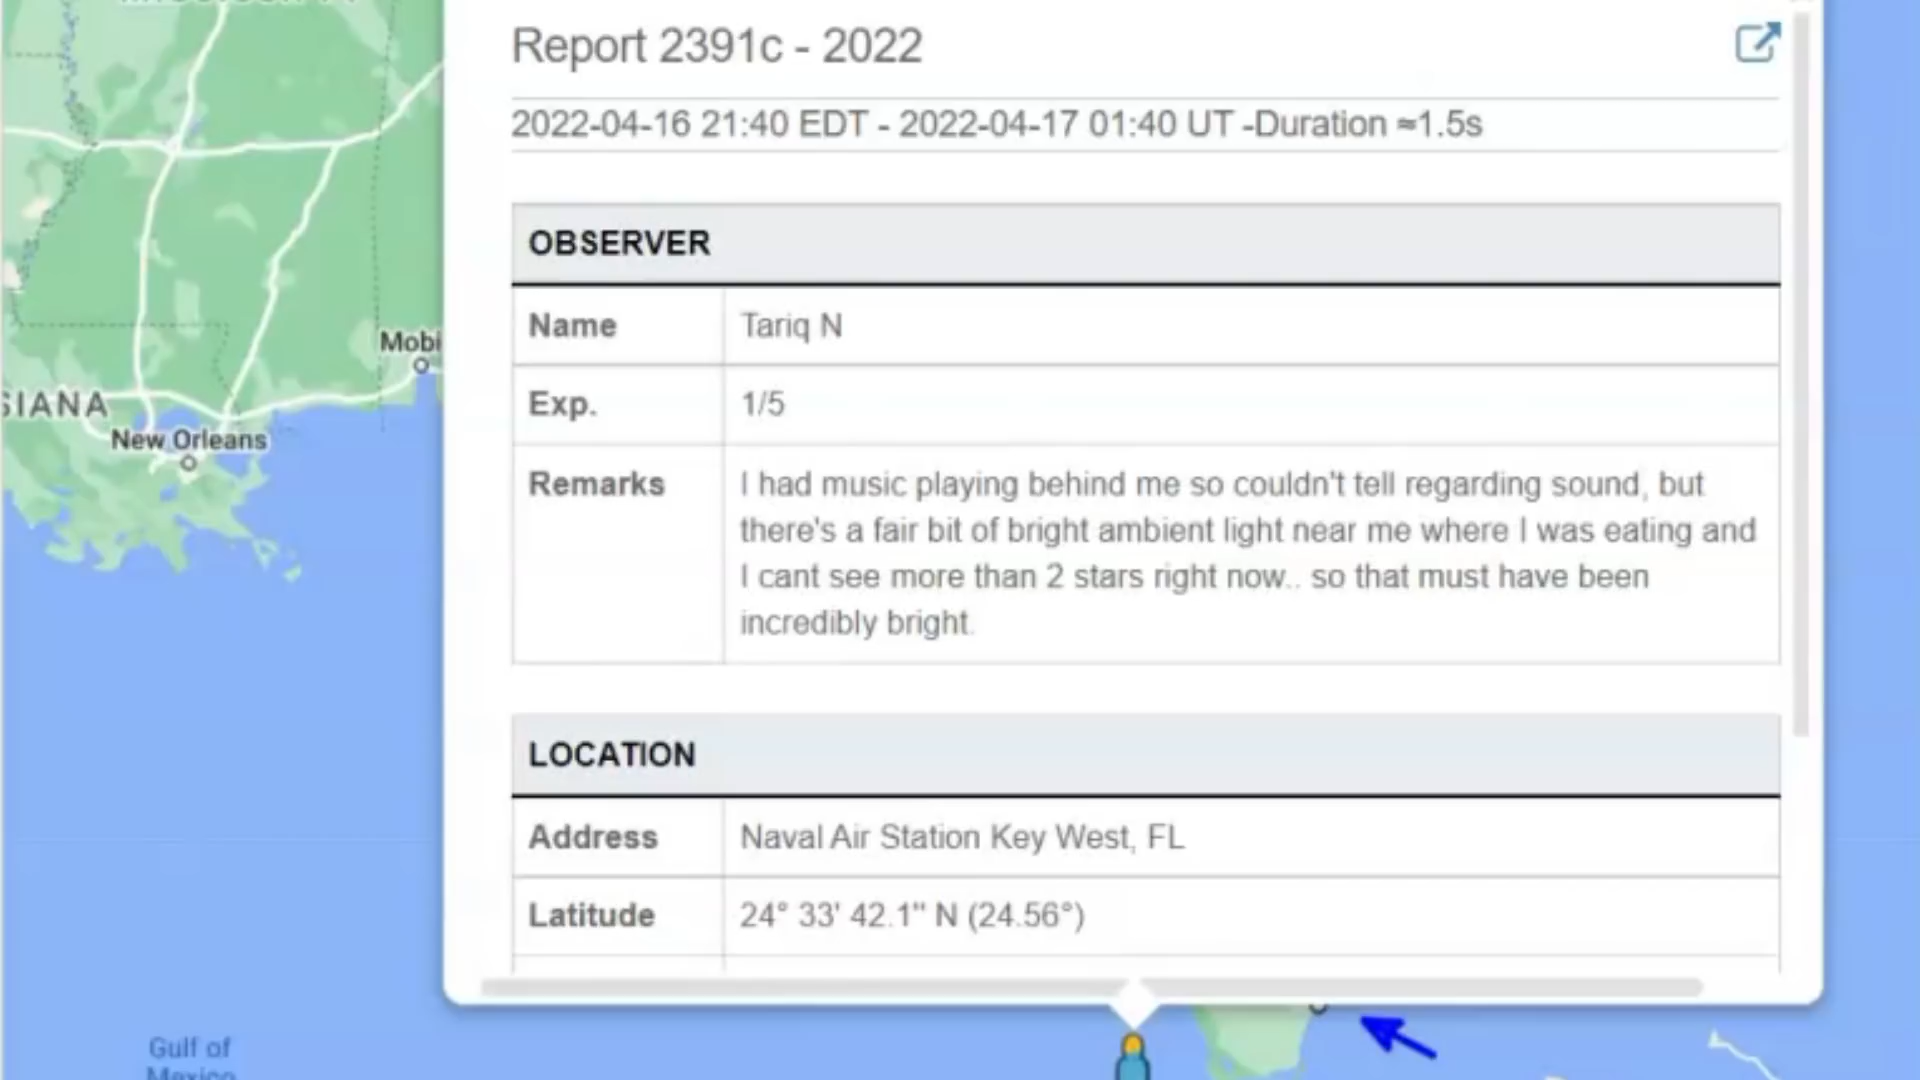 Report 2391c - 2022
2022-04-16 21:40 EDT - 2022-04-17 01:40 UT -Duration ≈1.5s
OBSERVER
Name Tariq N
Exp. 1/5
Remarks I had music playing behind me so couldn't tell regarding sound, but
there's a fair bit of bright ambient light near me where I was eating and
I cant see more than 2 stars right now.. so that must have been
incredibly bright.
LOCATION
Address Naval Air Station Key West, FL
Latitude 24° 33' 42.1" N (24.56°)
Mobi
SIANA
New Orleans
Gulf of
Mexico